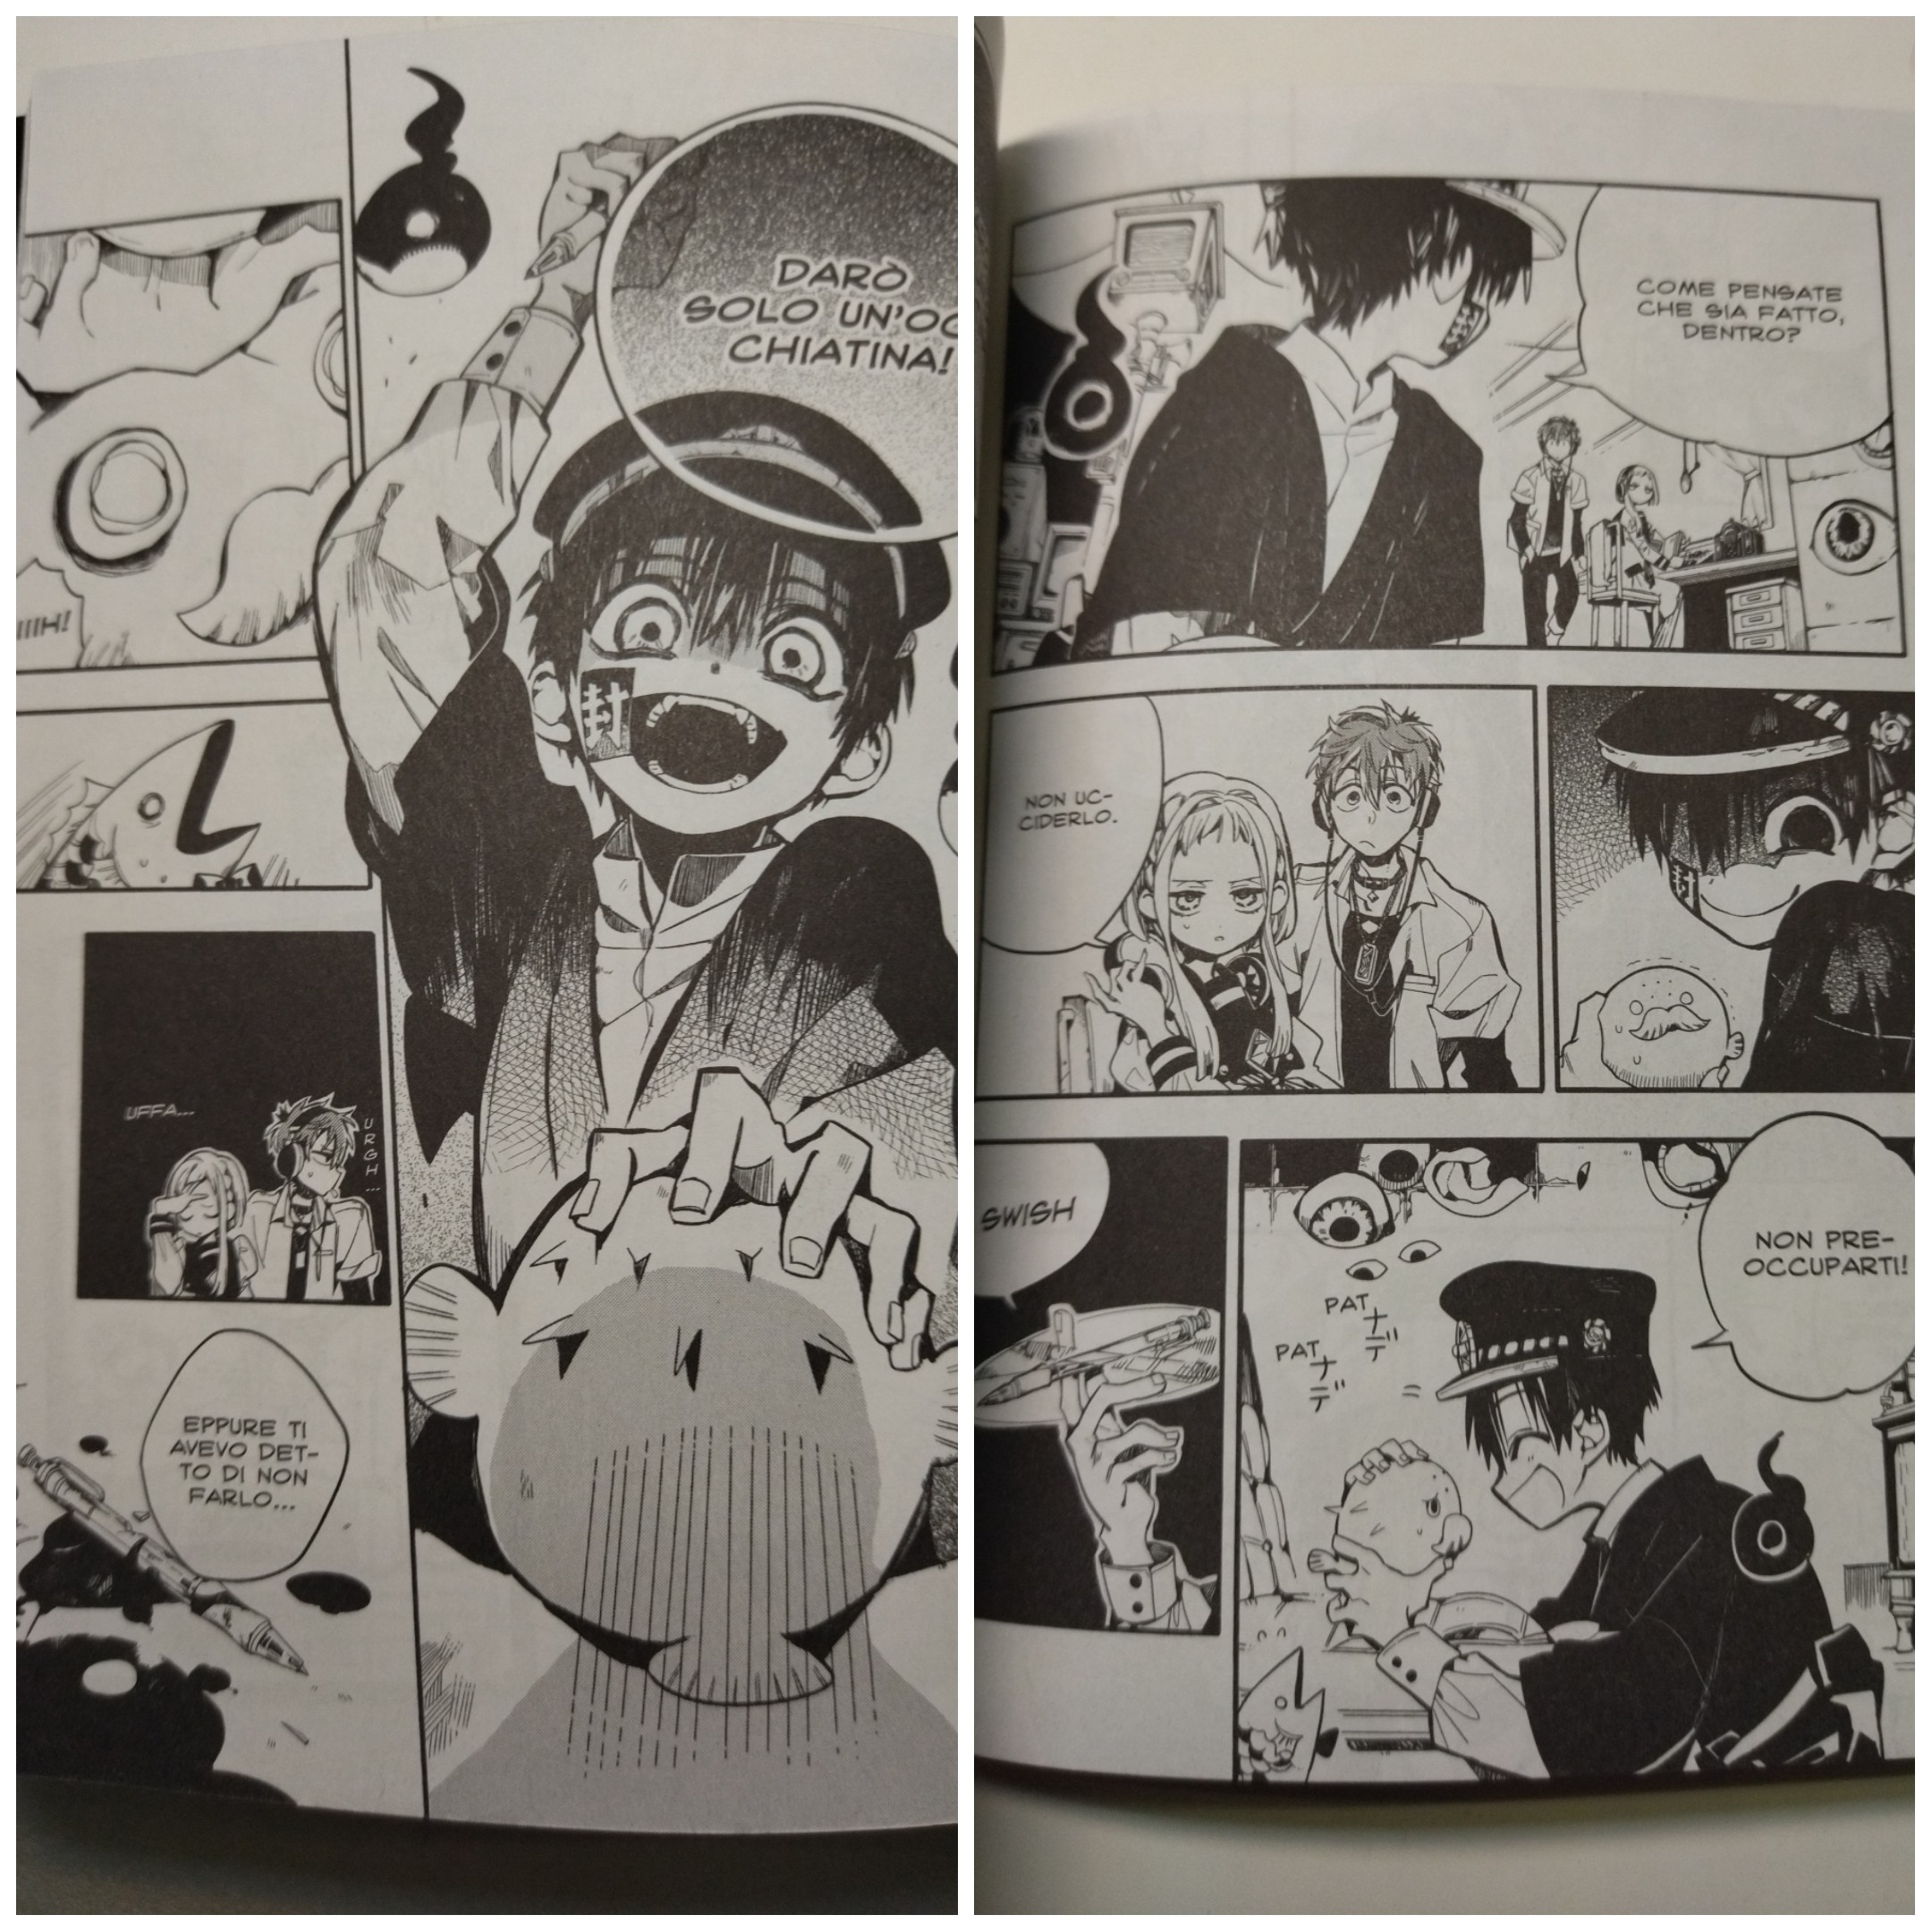 COME PENSATE
CHE SIA FATTO,
DENTRO?
NON UC-
CIDERLO.
NON PRE-
OCCUPARTI!
PAT
ナデ
PAT
ナデ
SWISH
DARÒ
SOLO UN'OC
CHIATINA!
封
IIIH!
UFFA...
URGH...
EPPURE TI
AVEVO DET-
TO DI NON
FARLO...